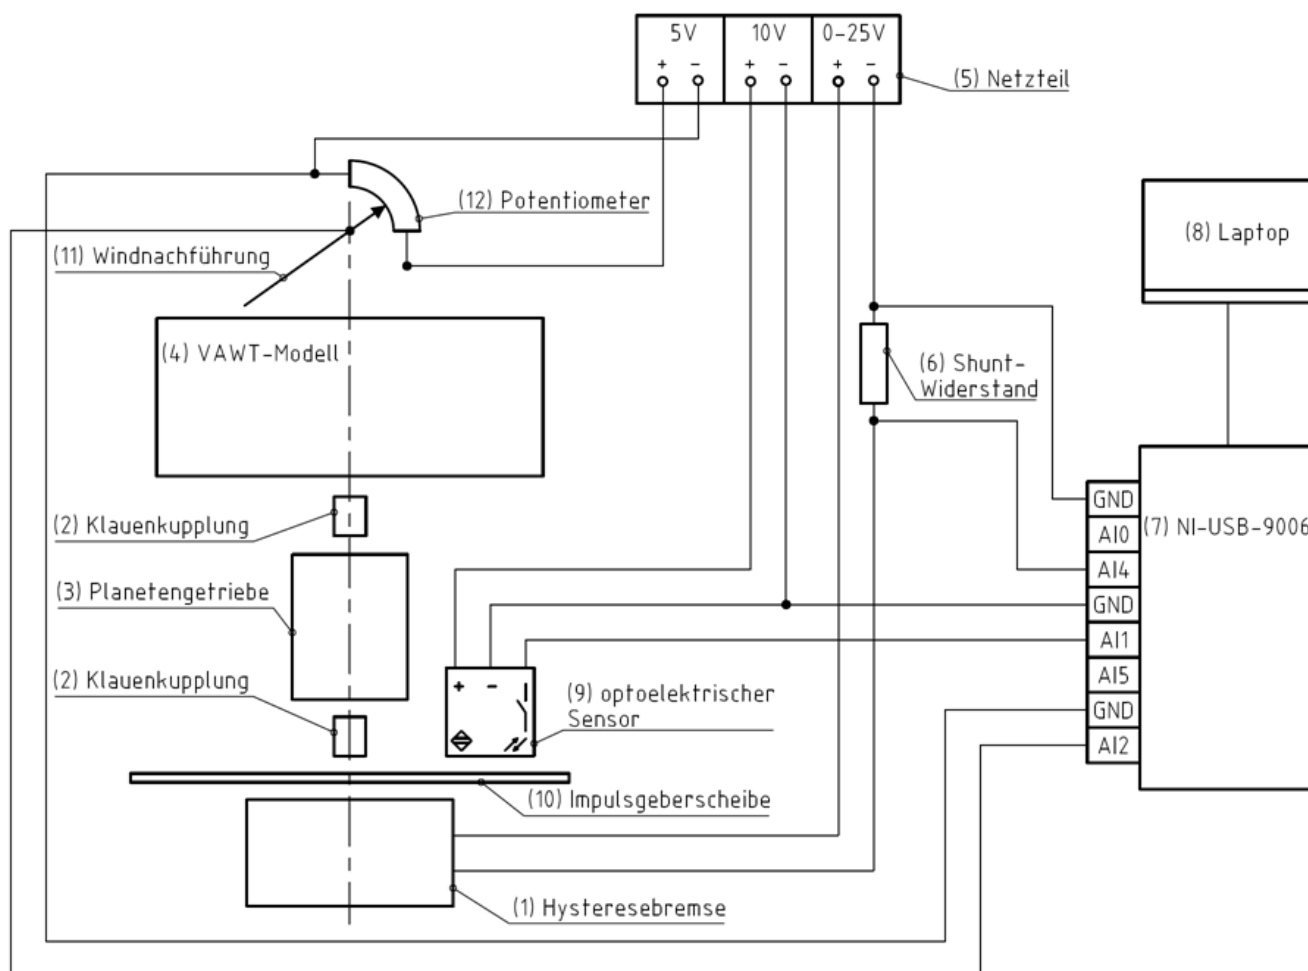 5V 10V 0-25V
+ - + - + -
(5) Netzteil
(12) Potentiometer
(8) Laptop
(11) Windnachführung
(4) VAWT-Modell
(6) Shunt-
Widerstand
(2) Klauenkupplung
GND
AI0
AI4
GND
AI1
AI5
GND
AI2
(7) NI-USB-9006
(3) Planetengetriebe
(2) Klauenkupplung
+ -
(9) optoelektrischer
Sensor
(10) Impulsgeberscheibe
(1) Hysteresebremse